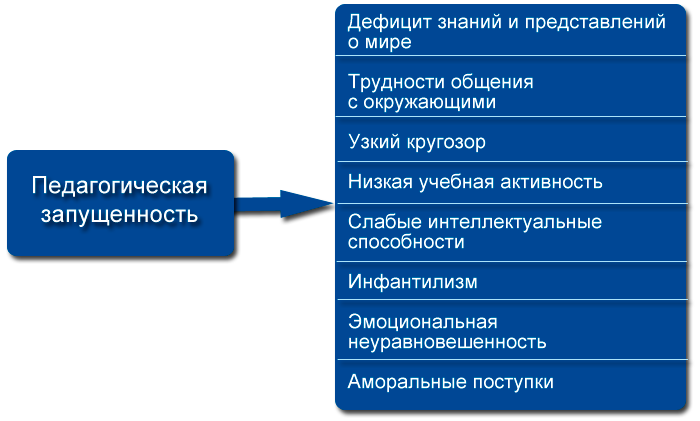 Педагогическая
запущенность
Дефицит знаний и представлений
о мире
Трудности общения
с окружающими
Узкий кругозор
Низкая учебная активность
Слабые интеллектуальные
способности
Инфантилизм
Эмоциональная
неуравновешенность
Аморальные поступки